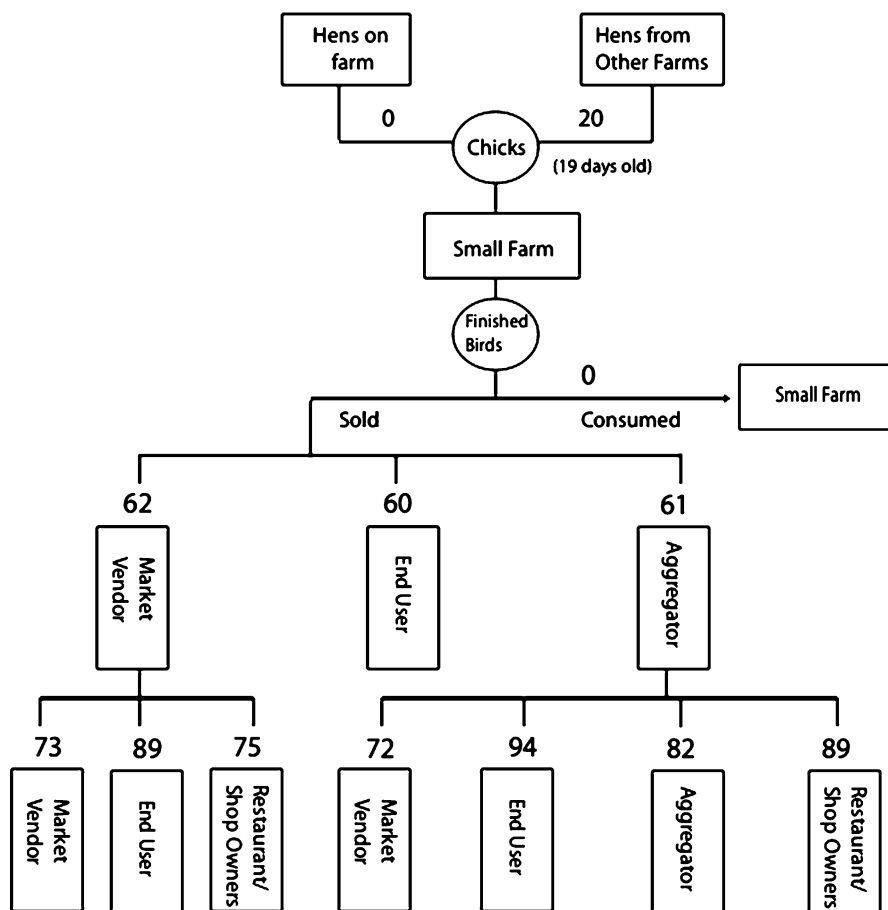 Hens on
farm
Hens from
Other Farms
0
20
Chicks
(19 days old)
Small Farm
Finished
Birds
0
Small Farm
Sold
Consumed
62
60
61
Market
Vendor
End User
Aggregator
73
89
75
72
94
82
89
Market
Vendor
End User
Restaurant/
Shop Owners
Market
Vendor
End User
Aggregator
Restaurant/
Shop Owners